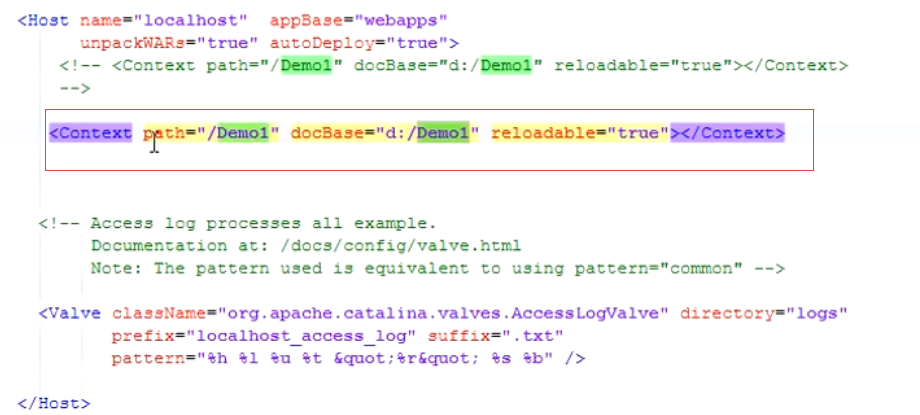 <Host name="localhost"  appBase="webapps"
unpackWARs="true" autoDeploy="true">
<!-- <Context path="/Demo1" docBase="d:/Demo1" reloadable="true"></Context>
-->
<Context path="/Demo1" docBase="d:/Demo1" reloadable="true"></Context>
<!-- Access log processes all example.
Documentation at: /docs/config/valve.html
Note: The pattern used is equivalent to using pattern="common" -->
<Valve className="org.apache.catalina.valves.AccessLogValve" directory="logs"
prefix="localhost_access_log" suffix=".txt"
pattern="%h %l %u %t &quot;%r&quot; %s %b" />
</Host>